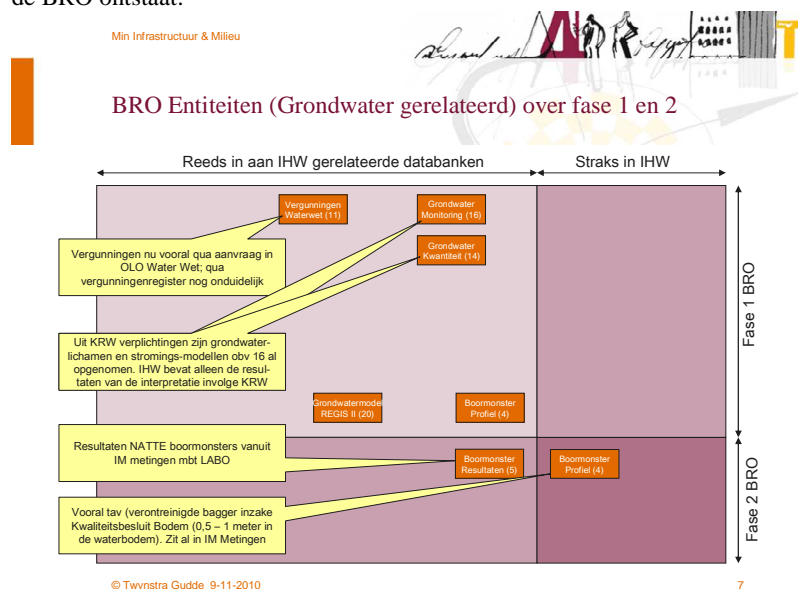 de BRO ontstaat.
Min Infrastructuur & Milieu
BRO Entiteiten (Grondwater gerelateerd) over fase 1 en 2
Reeds in aan IHW gerelateerde databanken
Straks in IHW
Vergunningen
Waterwet (11)
Grondwater
Monitoring (16)
Grondwater
Kwantiteit (14)
Vergunningen nu vooral qua aanvraag in
OLO Water Wet; qua
vergunningenregister nog onduidelijk
Uit KRW verplichtingen zijn grondwater-
lichamen en stromings-modellen obv 16 al
opgenomen. IHW bevat alleen de resul-
taten van de interpretatie involge KRW
Grondwatermodel
REGIS II (20)
Boormonster
Profiel (4)
Fase 1 BRO
Resultaten NATTE boormonsters vanuit
IM metingen mbt LABO
Boormonster
Resultaten (5)
Boormonster
Profiel (4)
Vooral tav (verontreinigde bagger inzake
Kwaliteitsbesluit Bodem (0,5 – 1 meter in
de waterbodem). Zit al in IM Metingen
Fase 2 BRO
© Twynstra Gudde 9-11-2010
7